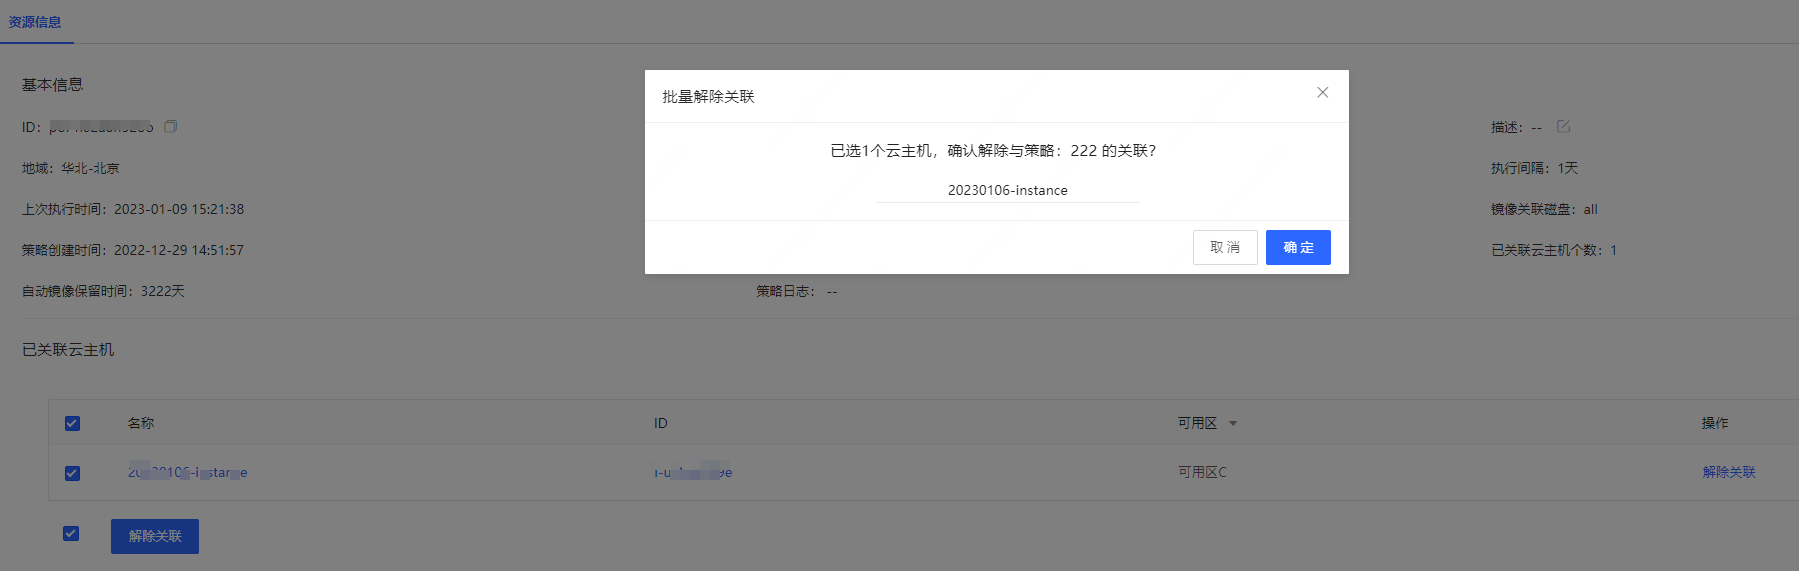 资源信息
基本信息
批量解除关联
ID：
描述：--
已选1个云主机，确认解除与策略：222 的关联？
地域：华北-北京
执行间隔：1天
20230106-instance
上次执行时间：2023-01-09 15:21:38
镜像关联磁盘：all
取 消
确 定
策略创建时间：2022-12-29 14:51:57
已关联云主机个数：1
自动镜像保留时间：3222天
策略日志： --
已关联云主机
名称
ID
可用区
操作
可用区C
解除关联
解除关联